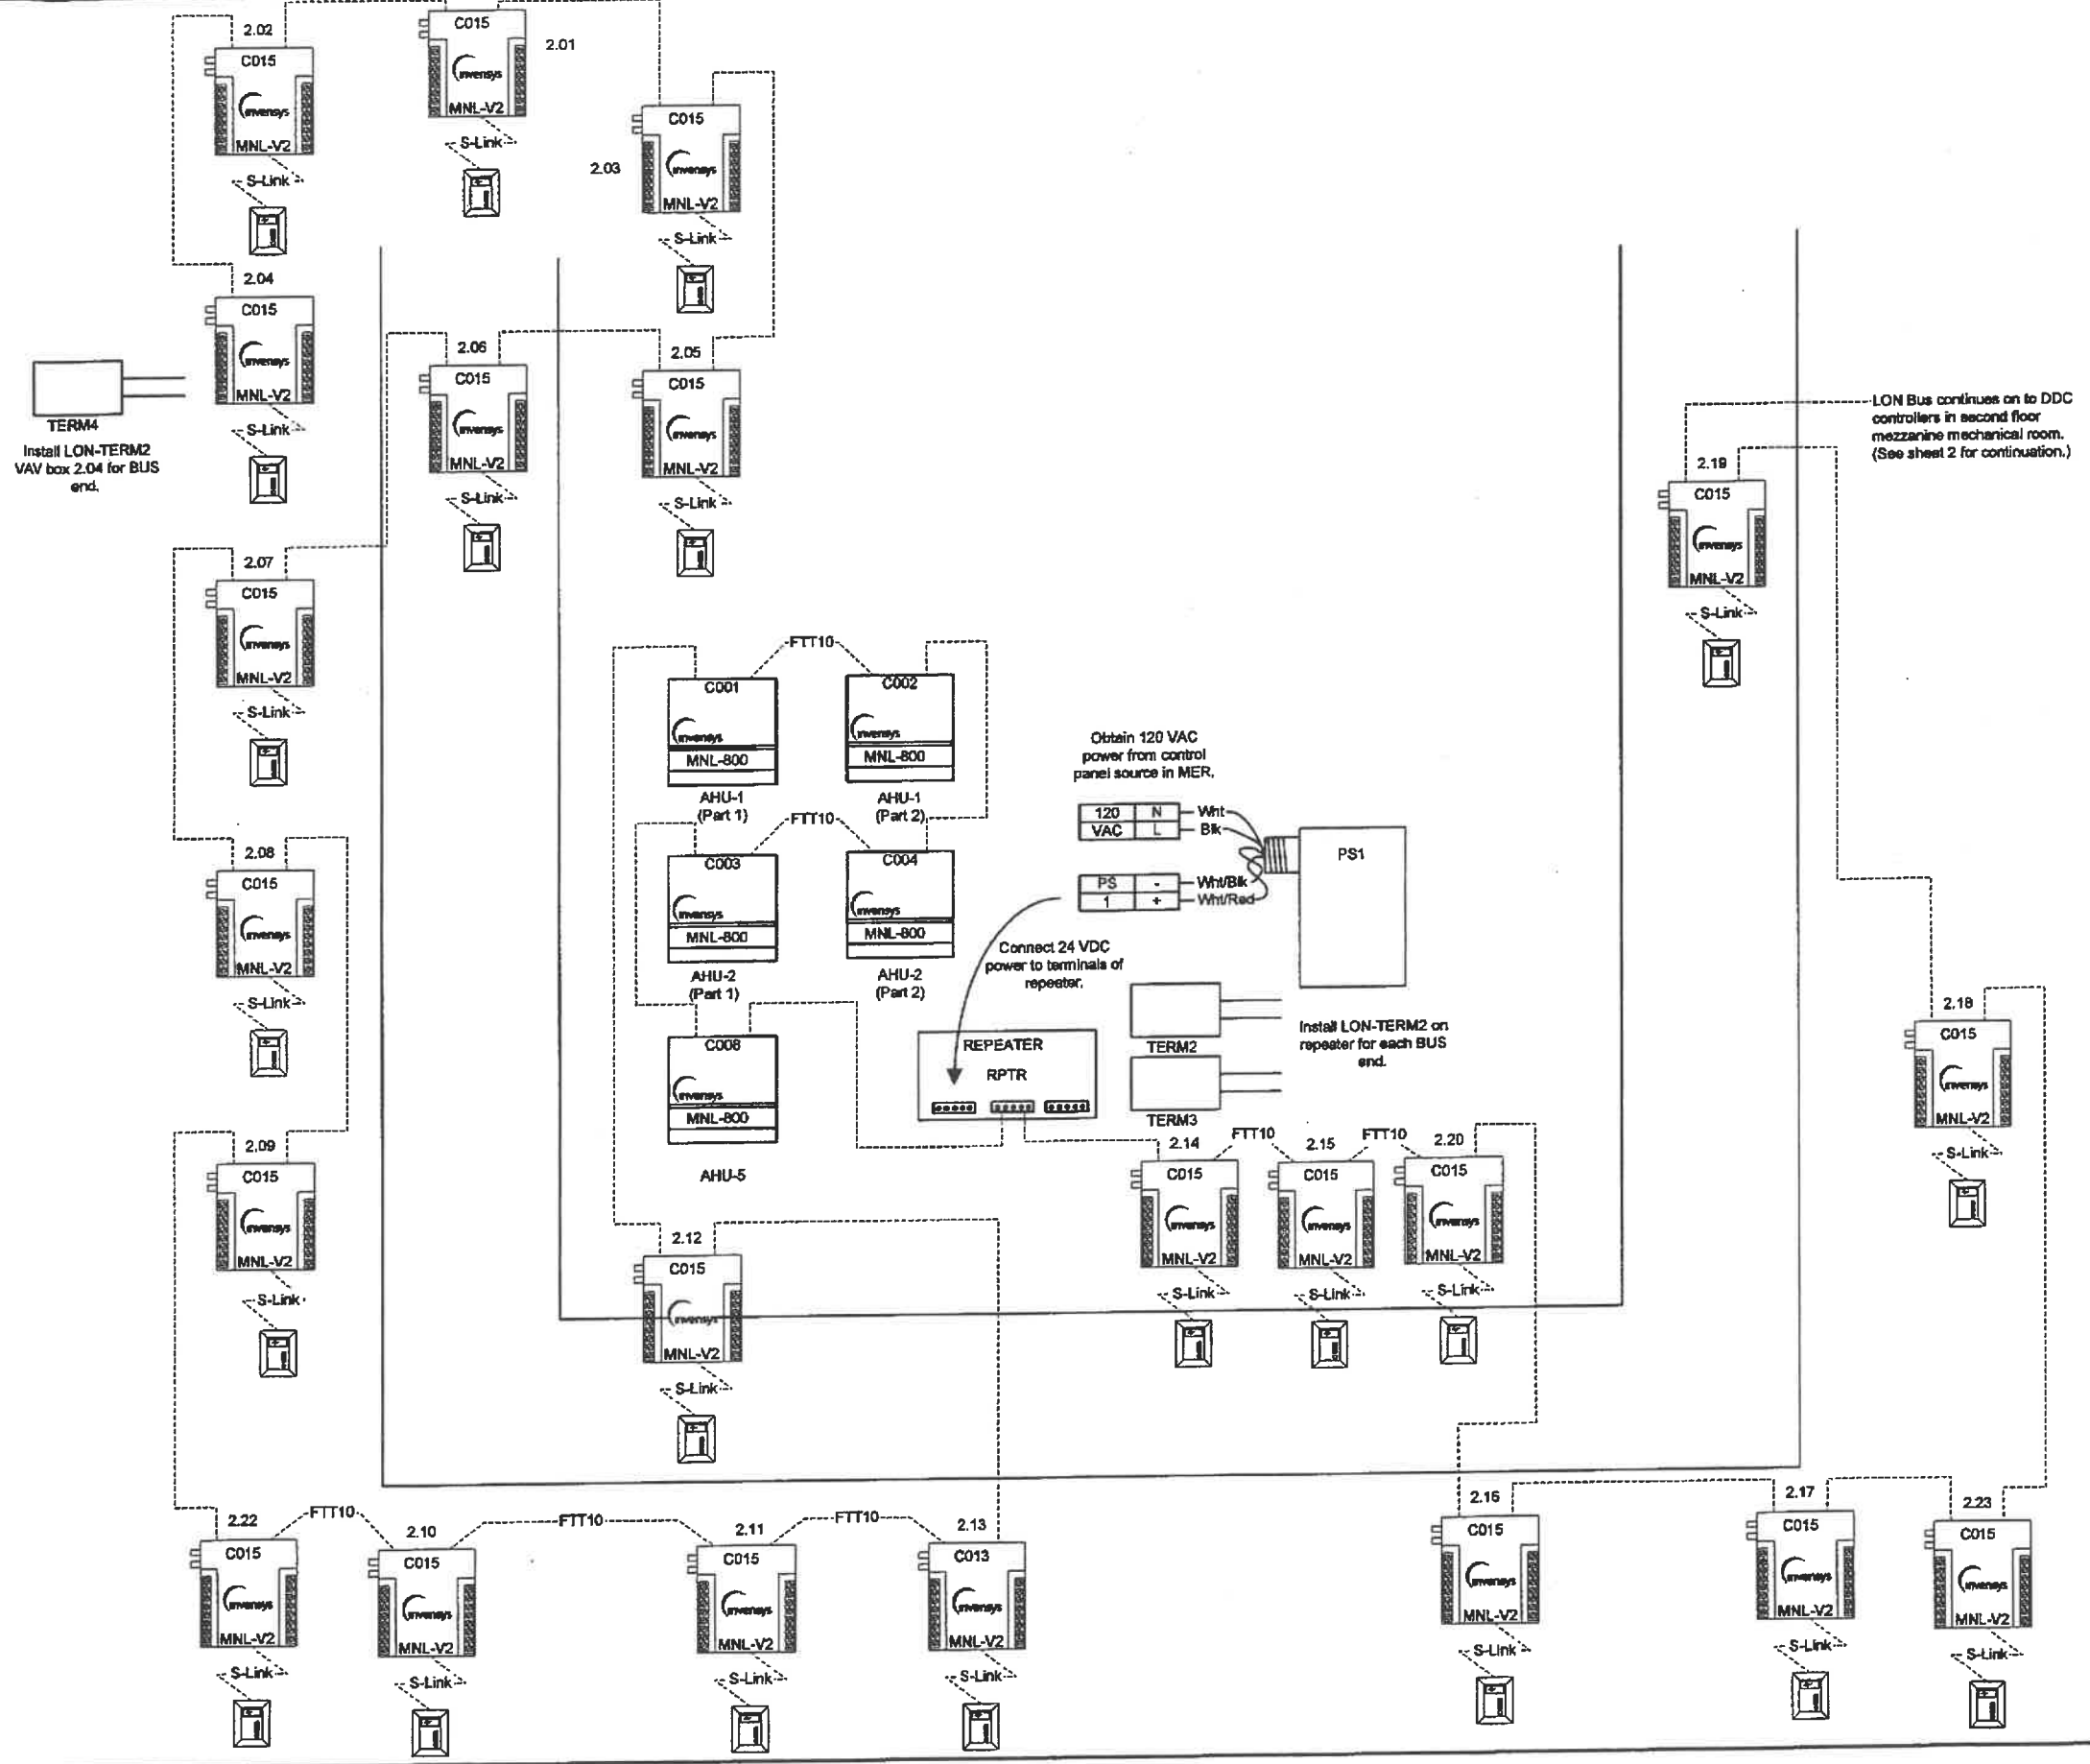 2.02
C015
invensys
MNL-V2
S-Link
C015
2.01
invensys
MNL-V2
S-Link
C015
2.03
invensys
MNL-V2
S-Link
2.04
C015
invensys
MNL-V2
S-Link
TERM4
Install LON-TERM2
VAV box 2.04 for BUS
end.
2.06
C015
invensys
MNL-V2
S-Link
2.05
C015
invensys
MNL-V2
S-Link
LON Bus continues on to DDC
controllers in second floor
mezzanine mechanical room.
(See sheet 2 for continuation.)
2.19
C015
invensys
MNL-V2
S-Link
2.07
C015
invensys
MNL-V2
S-Link
FTT10
C001
invensys
MNL-800
AHU-1
(Part 1)
C002
invensys
MNL-800
AHU-1
(Part 2)
FTT10
C003
invensys
MNL-800
AHU-2
(Part 1)
C004
invensys
MNL-800
AHU-2
(Part 2)
C008
invensys
MNL-800
AHU-5
Obtain 120 VAC
power from control
panel source in MER.
120 N Wht
VAC L Blk
PS - Wht/Blk
1 + Wht/Red
PS1
Connect 24 VDC
power to terminals of
repeater.
REPEATER
RPTR
TERM2
TERM3
Install LON-TERM2 on
repeater for each BUS
end.
2.08
C015
invensys
MNL-V2
S-Link
2.18
C015
invensys
MNL-V2
S-Link
2.09
C015
invensys
MNL-V2
S-Link
2.12
C015
invensys
MNL-V2
S-Link
2.14
FTT10
2.15
FTT10
2.20
C015
invensys
MNL-V2
S-Link
C015
invensys
MNL-V2
S-Link
C015
invensys
MNL-V2
S-Link
2.22
FTT10
2.10
FTT10
2.11
FTT10
2.13
C015
invensys
MNL-V2
S-Link
C015
invensys
MNL-V2
S-Link
C015
invensys
MNL-V2
S-Link
C013
invensys
MNL-V2
S-Link
2.16
C015
invensys
MNL-V2
S-Link
2.17
C015
invensys
MNL-V2
S-Link
2.23
C015
invensys
MNL-V2
S-Link